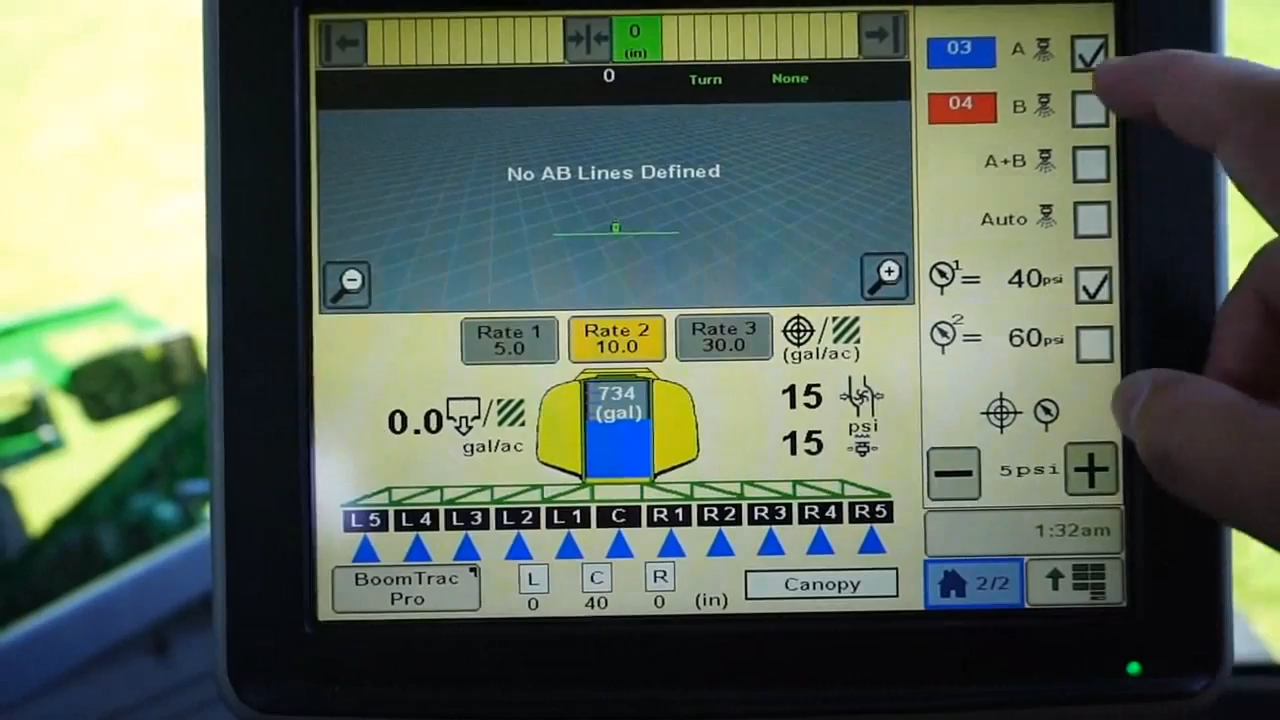 0
(in)
0 Turn None
No AB Lines Defined
03 A
04 B
A+B
Auto
1 = 40psi
2 = 60psi
Rate 1
5.0
Rate 2
10.0
Rate 3
30.0
(gal/ac)
734
(gal)
0.0 /
gal/ac
15
psi
15
5psi
L5 L4 L3 L2 L1 C R1 R2 R3 R4 R5
1:32am
BoomTrac
Pro
L C R
0 40 0 (in)
Canopy
2/2